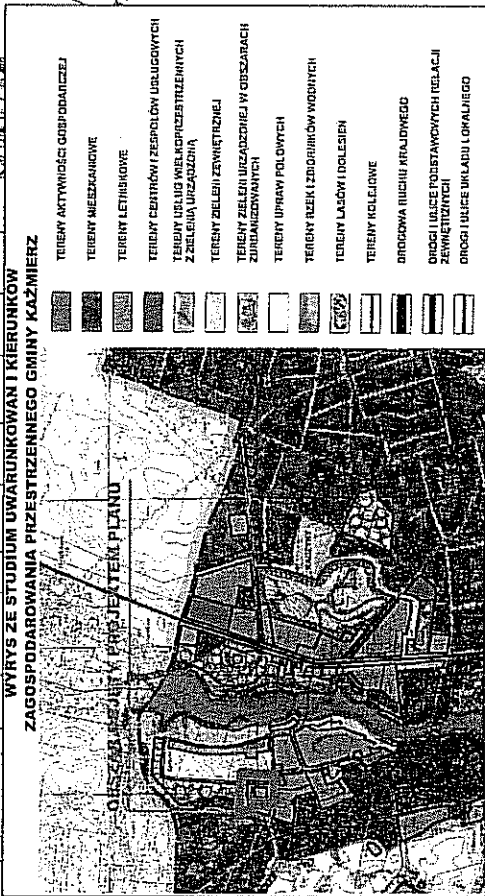 WYRYS ZE STUDIUM UWARUNKOWAŃ I KIERUNKÓW
ZAGOSPODAROWANIA PRZESTRZENNEGO GMINY KAŹMIERZ
OBSZAR OBJĘTY PROJEKTEM PLANU
TERENY AKTYWNOŚCI GOSPODARCZEJ
TERENY MIESZKANIOWE
TERENY LETNISKOWE
TERENY CENTRÓW I ZESPOŁÓW USŁUGOWYCH
TERENY USŁUG WIELKOPRZESTRZENNYCH
Z ZIELENIĄ URZĄDZONĄ
TERENY ZIELENI ZEWNĘTRZNEJ
TERENY ZIELENI URZĄDZONEJ W OBSZARACH
ZURBANIZOWANYCH
TERENY UPRAW POLOWYCH
TERENY RZEK I ZBIORNIKÓW WODNYCH
TERENY LASÓW I DOLESIEŃ
TERENY KOLEJOWE
DROGOWA RUCHU KRAJOWEGO
DROGI I ULICE PODSTAWOWYCH RELACJI
ZEWNĘTRZNYCH
DROGI I ULICE UKŁADU LOKALNEGO